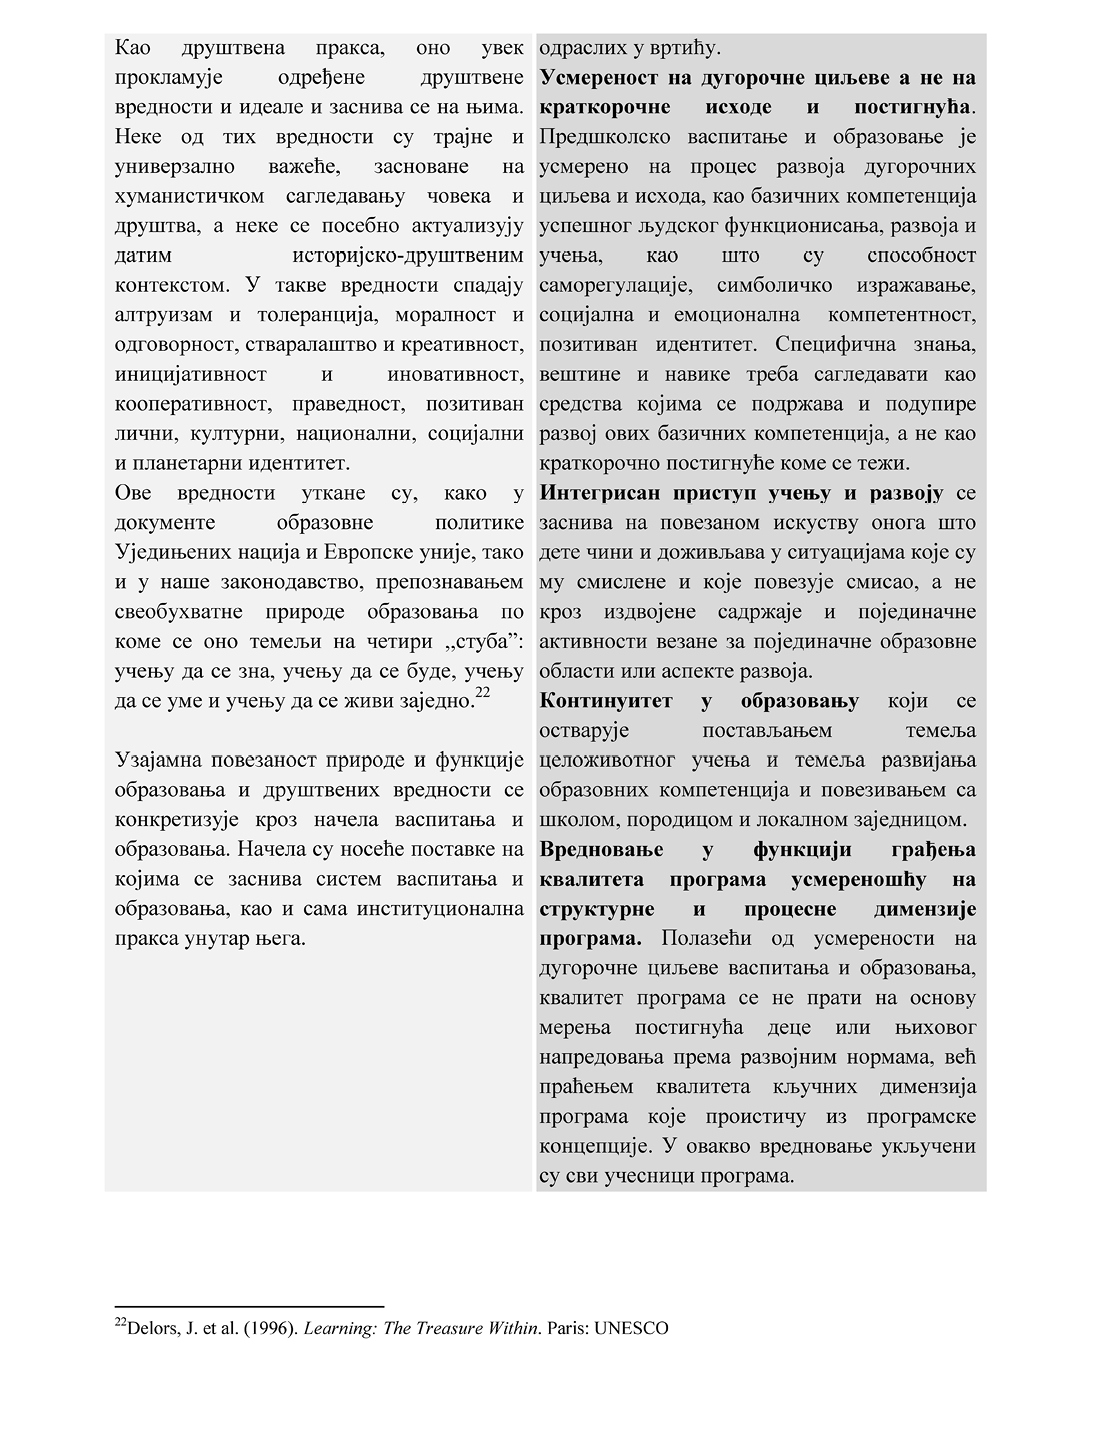 Као друштвена пракса, оно увек
прокламује одређене друштвене
вредности и идеале и заснива се на њима.
Неке од тих вредности су трајне и
универзално важеће, засноване на
хуманистичком сагледавању човека и
друштва, а неке се посебно актуализују
датим историјско-друштвеним
контекстом. У такве вредности спадају
алтруизам и толеранција, моралност и
одговорност, стваралаштво и креативност,
иницијативност и иновативност,
кооперативност, праведност, позитиван
лични, културни, национални, социјални
и планетарни идентитет.
Ове вредности уткане су, како у
документе образовне политике
Уједињених нација и Европске уније, тако
и у наше законодавство, препознавањем
свеобухватне природе образовања по
коме се оно темељи на четири ,,стуба”:
учењу да се зна, учењу да се буде, учењу
да се уме и учењу да се живи заједно.22
Узајамна повезаност природе и функције
образовања и друштвених вредности се
конкретизује кроз начела васпитања и
образовања. Начела су носеће поставке на
којима се заснива систем васпитања и
образовања, као и сама институционална
пракса унутар њега.
одраслих у вртићу.
Усмереност на дугорочне циљеве а не на
краткорочне исходе и постигнућа.
Предшколско васпитање и образовање је
усмерено на процес развоја дугорочних
циљева и исхода, као базичних компетенција
успешног људског функционисања, развоја и
учења, као што су способност
саморегулације, симболичко изражавање,
социјална и емоционална компетентност,
позитиван идентитет. Специфична знања,
вештине и навике треба сагледавати као
средства којима се подржава и подупире
развој ових базичних компетенција, а не као
краткорочно постигнуће коме се тежи.
Интегрисан приступ учењу и развоју се
заснива на повезаном искуству онога што
дете чини и доживљава у ситуацијама које су
му смислене и које повезује смисао, а не
кроз издвојене садржаје и појединачне
активности везане за појединачне образовне
области или аспекте развоја.
Континуитет у образовању који се
остварује постављањем темеља
целоживотног учења и темеља развијања
образовних компетенција и повезивањем са
школом, породицом и локалном заједницом.
Вредновање у функцији грађења
квалитета програма усмереношћу на
структурне и процесне димензије
програма. Полазећи од усмерености на
дугорочне циљеве васпитања и образовања,
квалитет програма се не прати на основу
мерења постигнућа деце или њиховог
напредовања према развојним нормама, већ
праћењем квалитета кључних димензија
програма које проистичу из програмске
концепције. У овакво вредновање укључени
су сви учесници програма.
22Delors, J. et al. (1996). Learning: The Treasure Within. Paris: UNESCO